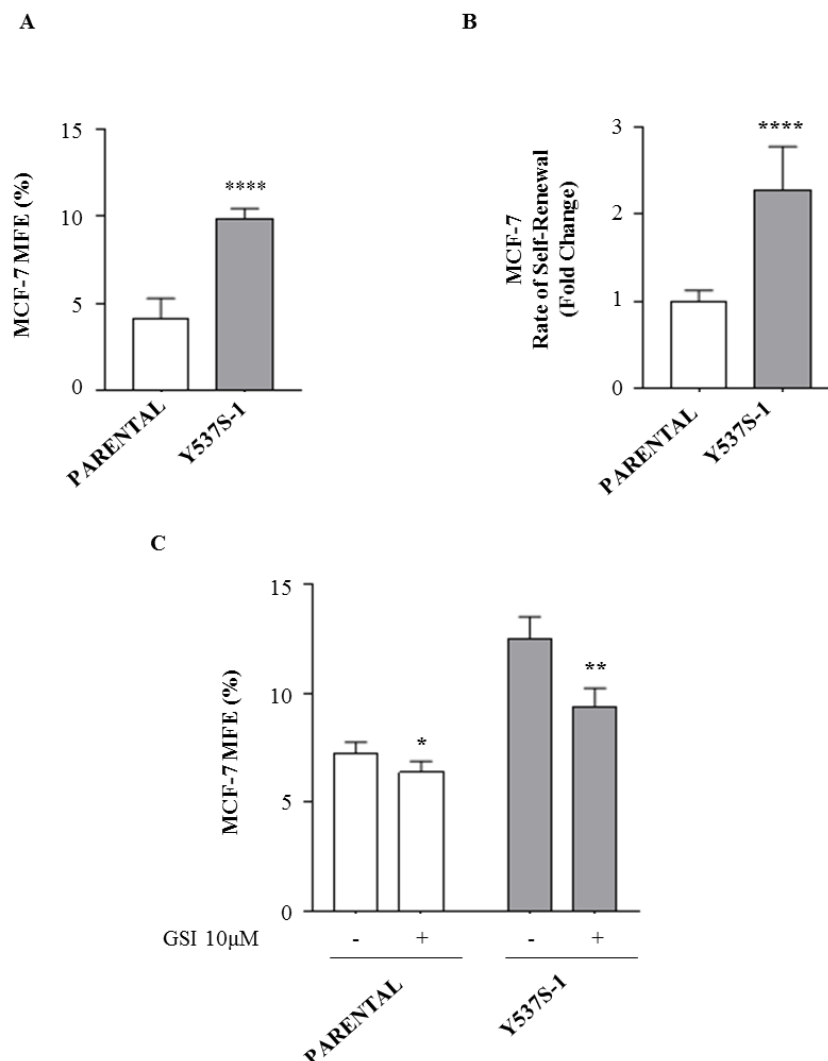 A
15
10
5
0
MCF-7 MFE (%)
****
PARENTAL
Y537S-1
B
3
2
1
0
MCF-7
Rate of Self-Renewal
(Fold Change)
****
PARENTAL
Y537S-1
C
15
10
5
0
MCF-7 MFE (%)
*
**
GSI 10µM - + - +
PARENTAL
Y537S-1